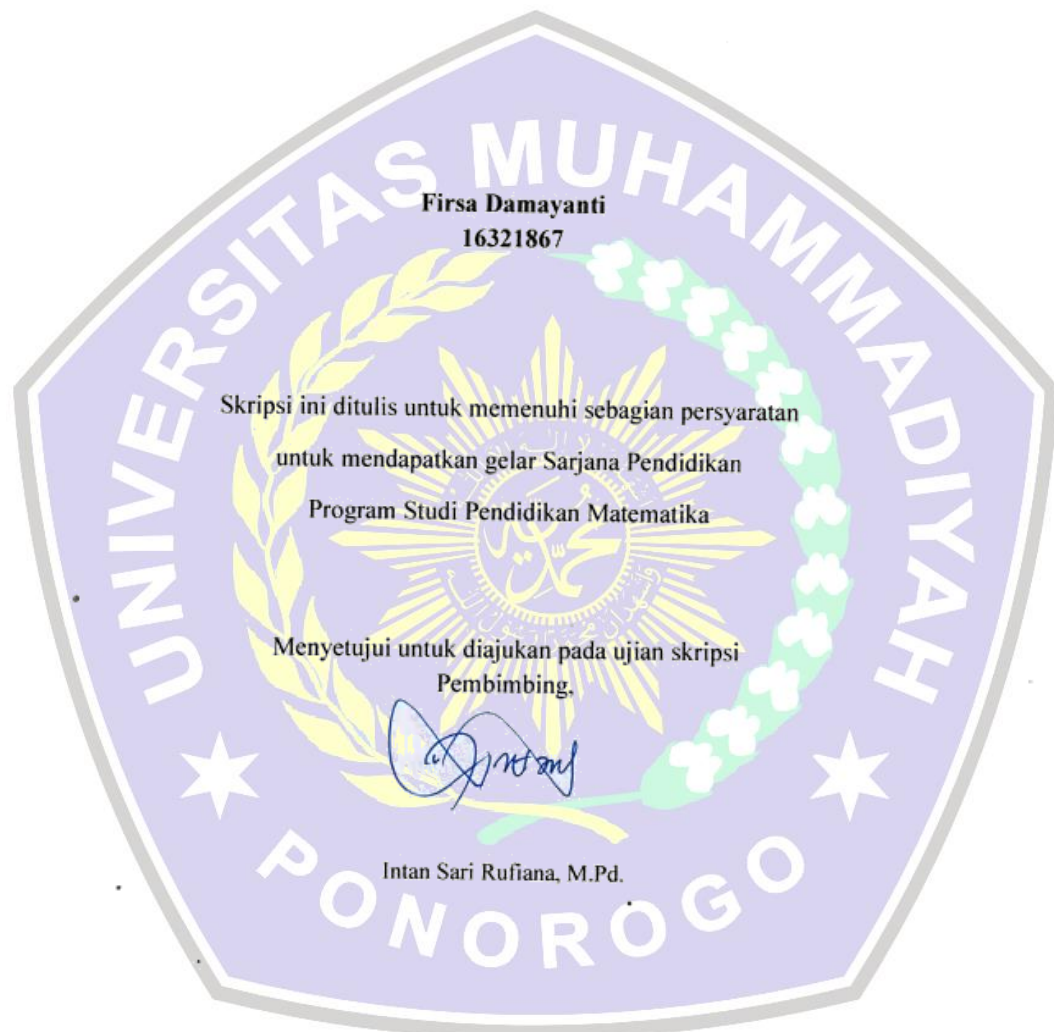 UNIVERSITAS MUHAMMADIYAH
Firsa Damayanti
16321867
Skripsi ini ditulis untuk memenuhi sebagian persyaratan
untuk mendapatkan gelar Sarjana Pendidikan
Program Studi Pendidikan Matematika
محمد
Menyetujui untuk diajukan pada ujian skripsi
Pembimbing,
Intan Sari Rufiana, M.Pd.
PONOROGO